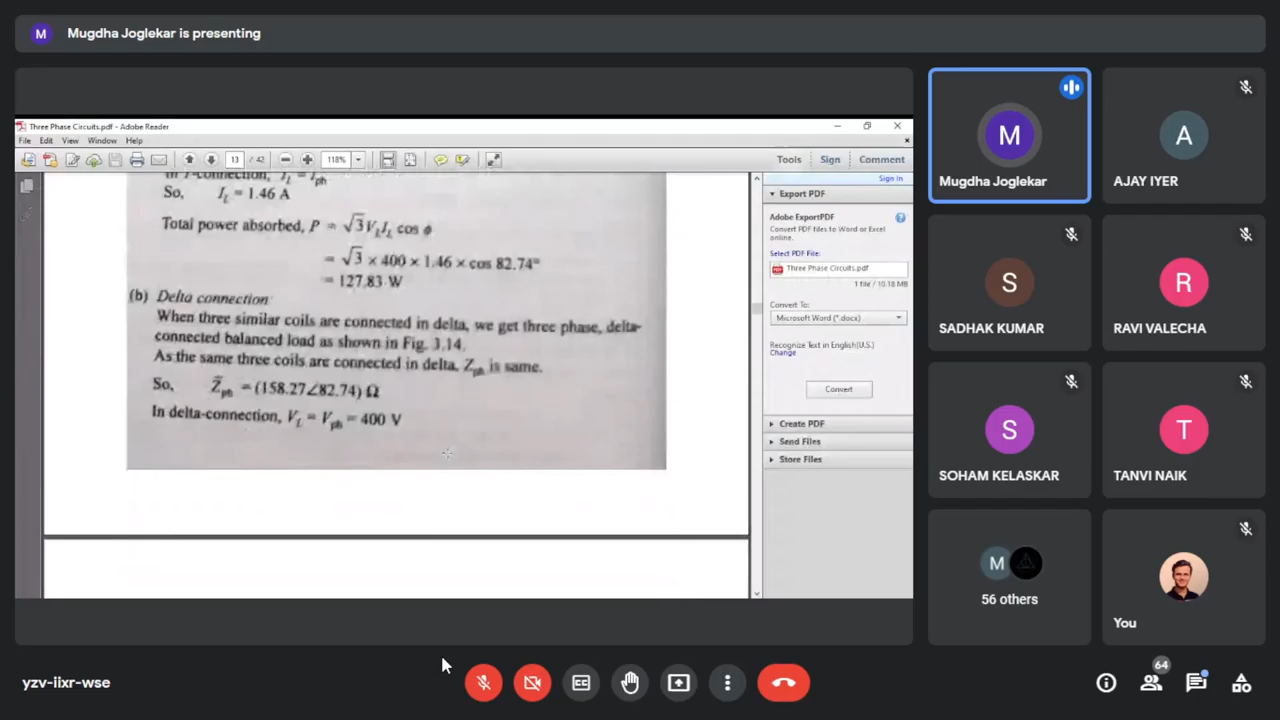 M Mugdha Joglekar is presenting
Three Phase Circuits.pdf - Adobe Reader
File Edit View Window Help
13 / 42 118% Tools Sign Comment
In Y-connection, I_L = I_ph
So, I_L = 1.46 A
Total power absorbed, P = √3 V_L I_L cos ϕ
= √3 × 400 × 1.46 × cos 82.74°
= 127.83 W
(b) Delta connection
When three similar coils are connected in delta, we get three phase, delta-
connected balanced load as shown in Fig. 3.14.
As the same three coils are connected in delta, Z_ph is same.
So, Z̄_ph = (158.27∠82.74) Ω
In delta-connection, V_L = V_ph = 400 V
Sign In
Export PDF
Adobe ExportPDF
Convert PDF files to Word or Excel
online.
Select PDF File:
Three Phase Circuits.pdf
1 file / 10.18 MB
Convert To:
Microsoft Word (*.docx)
Recognize Text in English(U.S.)
Change
Convert
Create PDF
Send Files
Store Files
M
Mugdha Joglekar
A
AJAY IYER
S
SADHAK KUMAR
R
RAVI VALECHA
S
SOHAM KELASKAR
T
TANVI NAIK
M
56 others
You
yzv-iixr-wse
CC
64